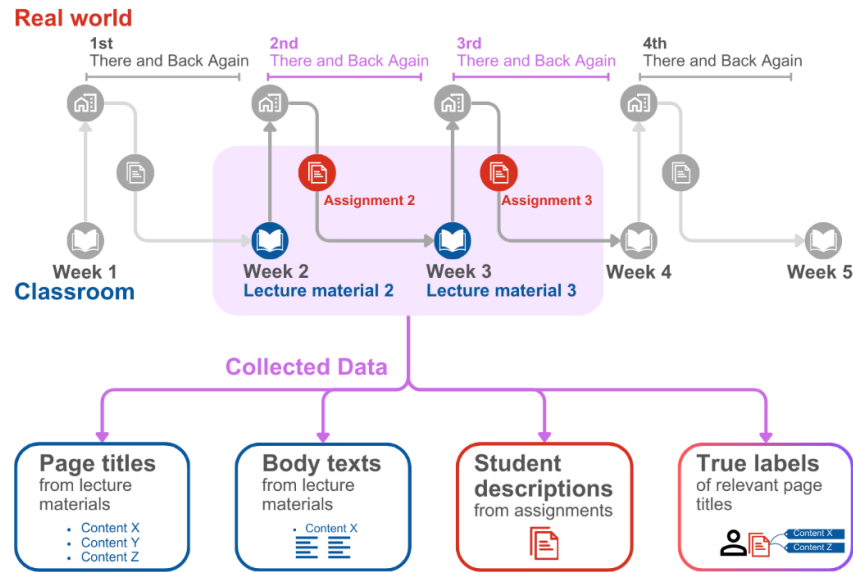 Real world
1st
There and Back Again
2nd
There and Back Again
3rd
There and Back Again
4th
There and Back Again
Assignment 2
Assignment 3
Week 1
Week 2
Week 3
Week 4
Week 5
Classroom
Lecture material 2
Lecture material 3
Collected Data
Page titles
from lecture
materials
• Content X
• Content Y
• Content Z
Body texts
from lecture
materials
• Content X
Student
descriptions
from assignments
True labels
of relevant page
titles
Content X
Content Z